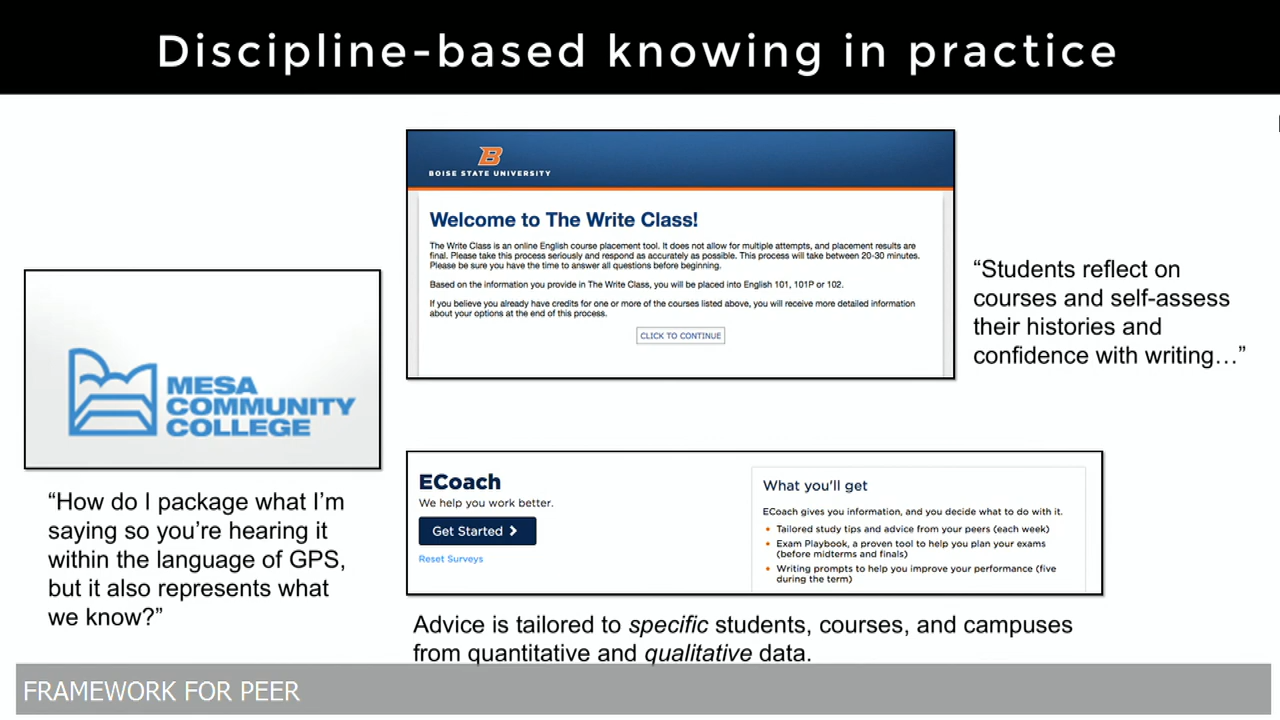 Discipline-based knowing in practice
BOISE STATE UNIVERSITY
Welcome to The Write Class!
The Write Class is an online English course placement tool. It does not allow for multiple attempts, and placement results are
final. Please take this process seriously and respond as accurately as possible. This process will take between 20-30 minutes.
Please be sure you have the time to answer all questions before beginning.
Based on the information you provide in The Write Class, you will be placed into English 101, 101P or 102.
If you believe you already have credits for one or more of the courses listed above, you will receive more detailed information
about your options at the end of this process.
CLICK TO CONTINUE
“Students reflect on
courses and self-assess
their histories and
confidence with writing…”
MESA
COMMUNITY
COLLEGE
“How do I package what I’m
saying so you’re hearing it
within the language of GPS,
but it also represents what
we know?”
ECoach
We help you work better.
Get Started
Reset Surveys
What you'll get
ECoach gives you information, and you decide what to do with it.
• Tailored study tips and advice from your peers (each week)
• Exam Playbook, a proven tool to help you plan your exams
(before midterms and finals)
• Writing prompts to help you improve your performance (five
during the term)
Advice is tailored to specific students, courses, and campuses
from quantitative and qualitative data.
FRAMEWORK FOR PEER